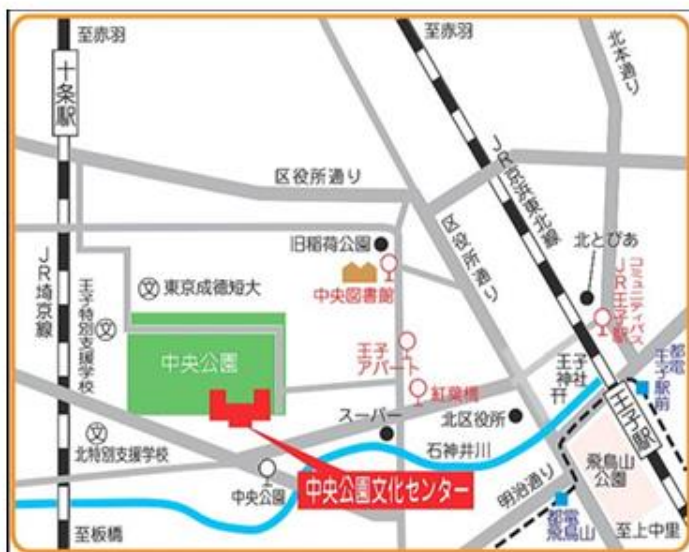 至赤羽
十条駅
至赤羽
北本通り
JR京浜東北線
区役所通り
区役所通り
旧稲荷公園
北とぴあ
中央図書館
コミュニティバス
JR王子駅
東京成徳短大
文
JR埼京線
王子特別支援学校
文
中央公園
王子
アパート
紅葉橋
王子
神社
都電
王子駅前
王子駅
スーパー
北区役所
文
北特別支援学校
石神井川
飛鳥山
公園
中央公園
中央公園文化センター
明治通り
都電
飛鳥山
至板橋
至上中里